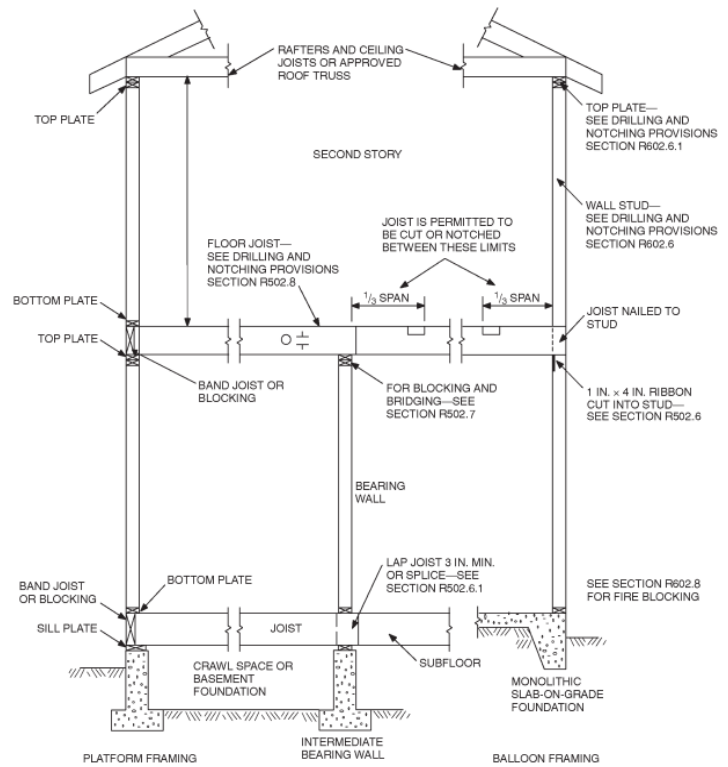 RAFTERS AND CEILING
JOISTS OR APPROVED
ROOF TRUSS
TOP PLATE
TOP PLATE—
SEE DRILLING AND
NOTCHING PROVISIONS
SECTION R602.6.1
SECOND STORY
WALL STUD—
SEE DRILLING AND
NOTCHING PROVISIONS
SECTION R602.6
JOIST IS PERMITTED TO
BE CUT OR NOTCHED
BETWEEN THESE LIMITS
FLOOR JOIST—
SEE DRILLING AND
NOTCHING PROVISIONS
SECTION R502.8
1/3 SPAN
1/3 SPAN
BOTTOM PLATE
JOIST NAILED TO
STUD
TOP PLATE
BAND JOIST OR
BLOCKING
FOR BLOCKING AND
BRIDGING—SEE
SECTION R502.7
1 IN. × 4 IN. RIBBON
CUT INTO STUD—
SEE SECTION R502.6
BEARING
WALL
LAP JOIST 3 IN. MIN.
OR SPLICE—SEE
SECTION R502.6.1
BAND JOIST
OR BLOCKING
BOTTOM PLATE
SEE SECTION R602.8
FOR FIRE BLOCKING
SILL PLATE
JOIST
SUBFLOOR
CRAWL SPACE OR
BASEMENT
FOUNDATION
MONOLITHIC
SLAB-ON-GRADE
FOUNDATION
PLATFORM FRAMING
INTERMEDIATE
BEARING WALL
BALLOON FRAMING